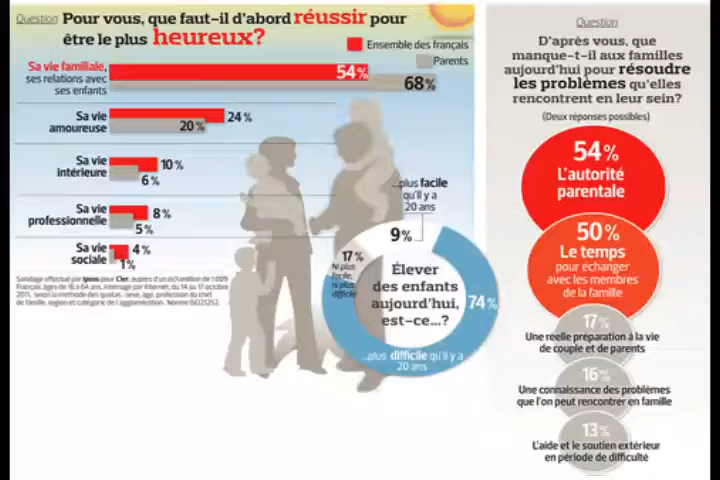 Question Pour vous, que faut-il d'abord réussir pour
être le plus heureux?
Ensemble des français
Parents
Sa vie familiale,
ses relations avec
ses enfants
54%
68%
Sa vie
amoureuse
24%
20%
Sa vie
intérieure
10%
6%
Sa vie
professionnelle
8%
5%
Sa vie
sociale
4%
1%
Sondage effectué par Ipsos pour Cler, auprès d'un échantillon de 1 009
Français âgés de 16 à 64 ans, interrogé par Internet, du 14 au 17 octobre
2011, selon la méthode des quotas : sexe, âge, profession du chef
de famille, région et catégorie de l'agglomération. Norme ISO
Élever
des enfants
aujourd'hui,
est-ce...?
...plus facile
qu'il y a
20 ans
9%
17%
Ni plus
facile,
ni plus
difficile
74%
...plus difficile qu'il y a
20 ans
Question
D'après vous, que
manque-t-il aux familles
aujourd'hui pour résoudre
les problèmes qu'elles
rencontrent en leur sein?
(Deux réponses possibles)
54%
L'autorité
parentale
50%
Le temps
pour échanger
avec les membres
de la famille
17%
Une réelle préparation à la vie
de couple et de parents
16%
Une connaissance des problèmes
que l'on peut rencontrer en famille
13%
L'aide et le soutien extérieur
en période de difficulté